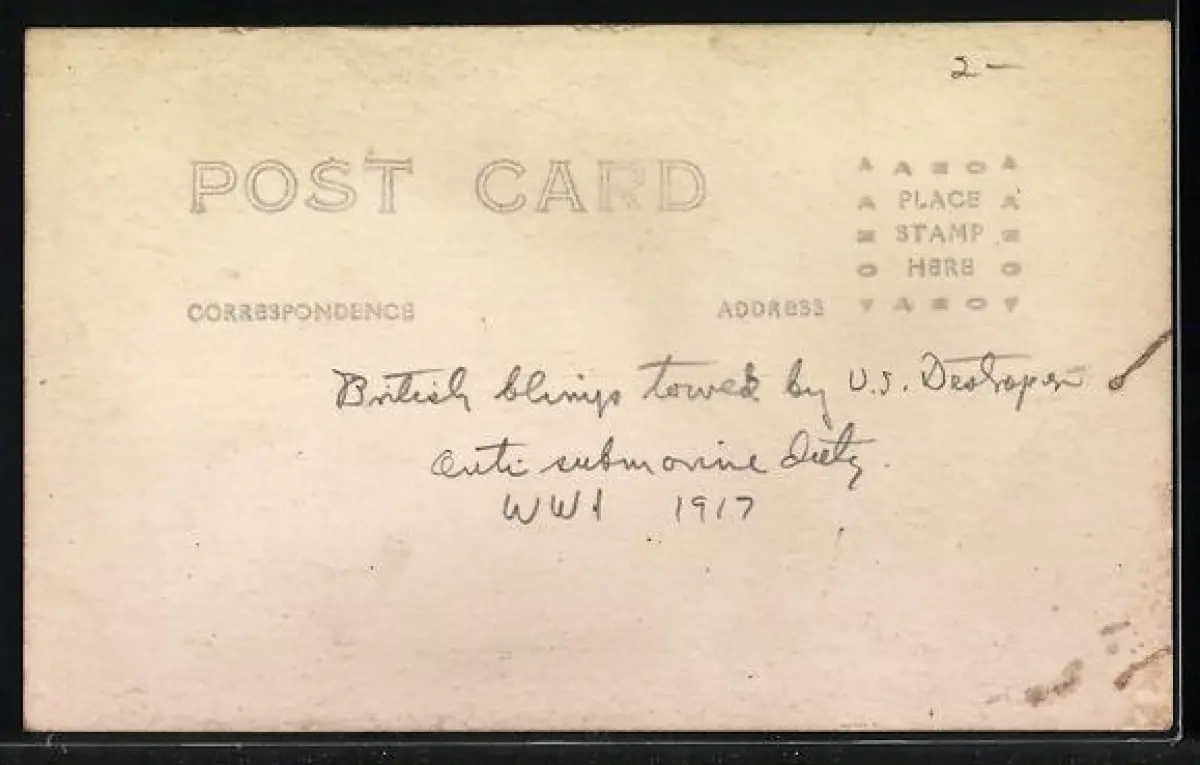 2 —
POST CARD
PLACE
STAMP
HERE
CORRESPONDENCE
ADDRESS
British blimps towed by U.S. Destroyer
Anti submarine duty.
WW1 1917